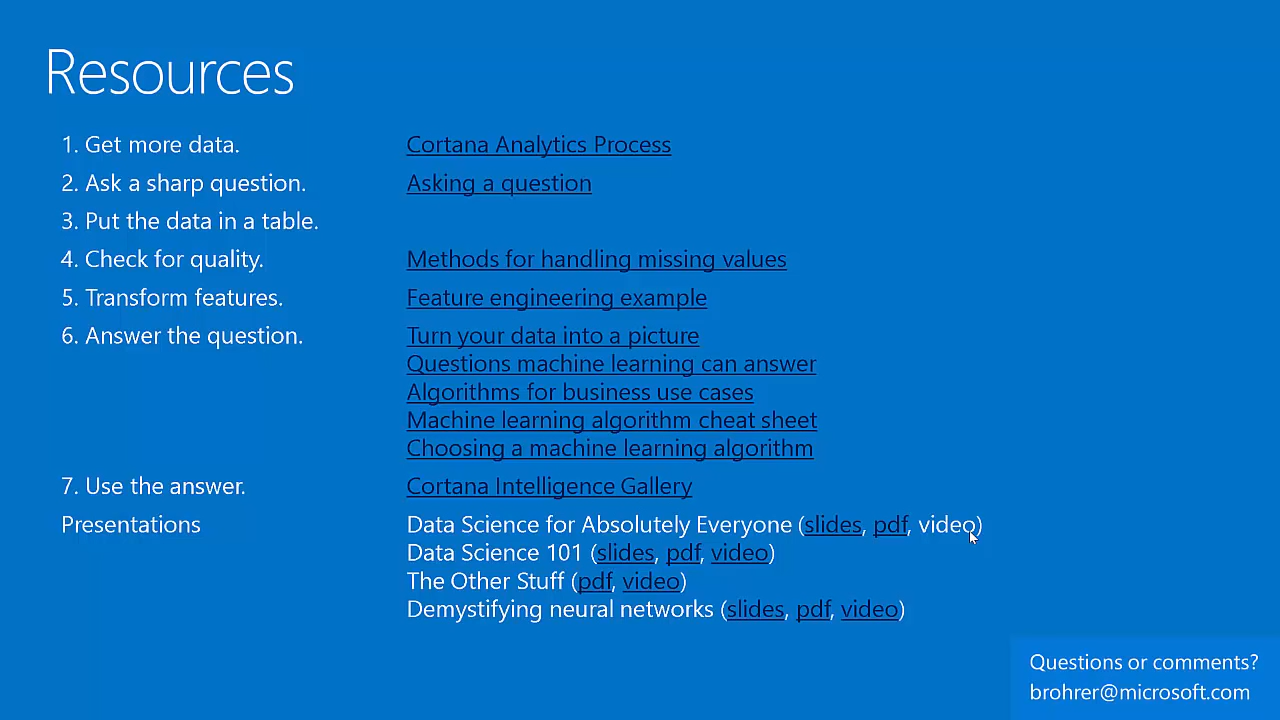 Resources
1. Get more data. Cortana Analytics Process
2. Ask a sharp question. Asking a question
3. Put the data in a table.
4. Check for quality. Methods for handling missing values
5. Transform features. Feature engineering example
6. Answer the question. Turn your data into a picture
Questions machine learning can answer
Algorithms for business use cases
Machine learning algorithm cheat sheet
Choosing a machine learning algorithm
7. Use the answer. Cortana Intelligence Gallery
Presentations Data Science for Absolutely Everyone (slides, pdf, video)
Data Science 101 (slides, pdf, video)
The Other Stuff (pdf, video)
Demystifying neural networks (slides, pdf, video)
Questions or comments?
brohrer@microsoft.com